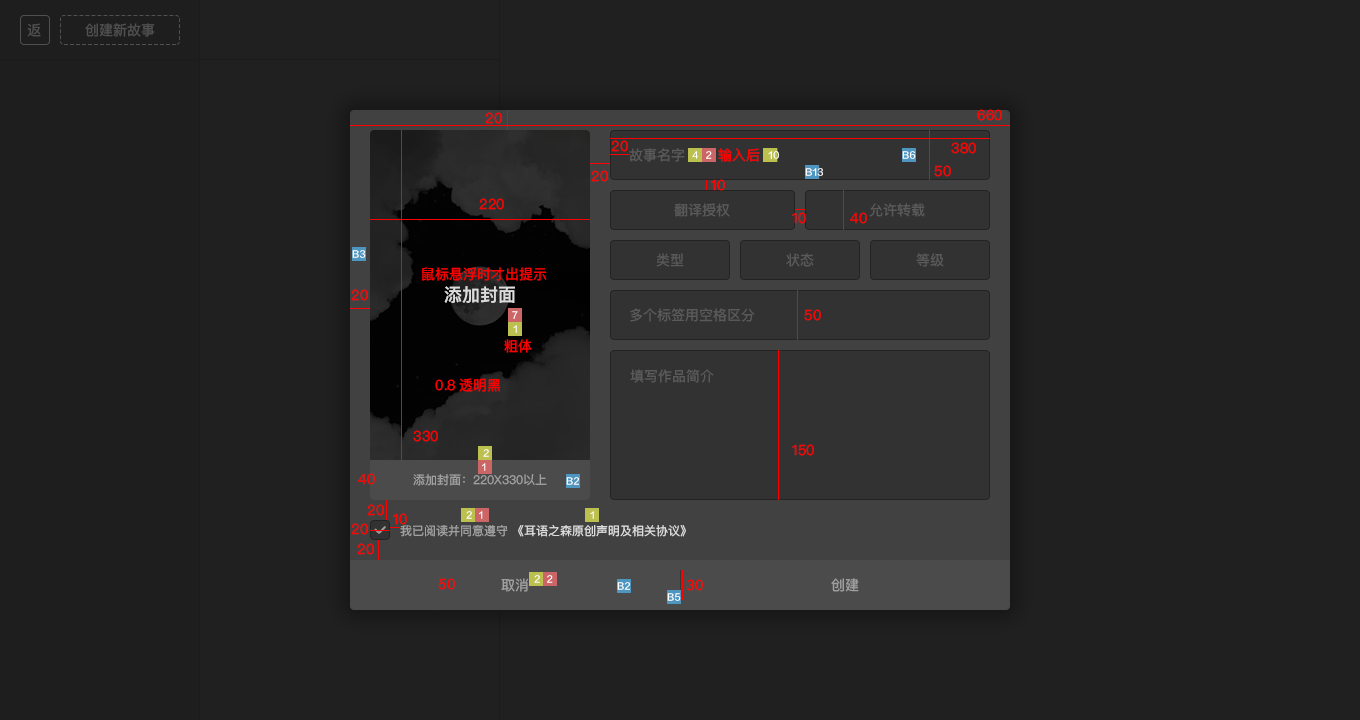 返 创建新故事
20 660
20 故事名字 4 2 输入后 10 B6 380
B13 50
20
10
220
翻译授权 10 40 允许转载
B3
类型 状态 等级
鼠标悬浮时才出提示
添加封面
20
7
1
多个标签用空格区分 50
粗体
填写作品简介
0.8 透明黑
330
150
2
1
40 添加封面：220X330以上 B2
20 10
2 1 1
20 我已阅读并同意遵守 《耳语之森原创声明及相关协议》
20
50 取消 2 2 B2 30 创建
B5